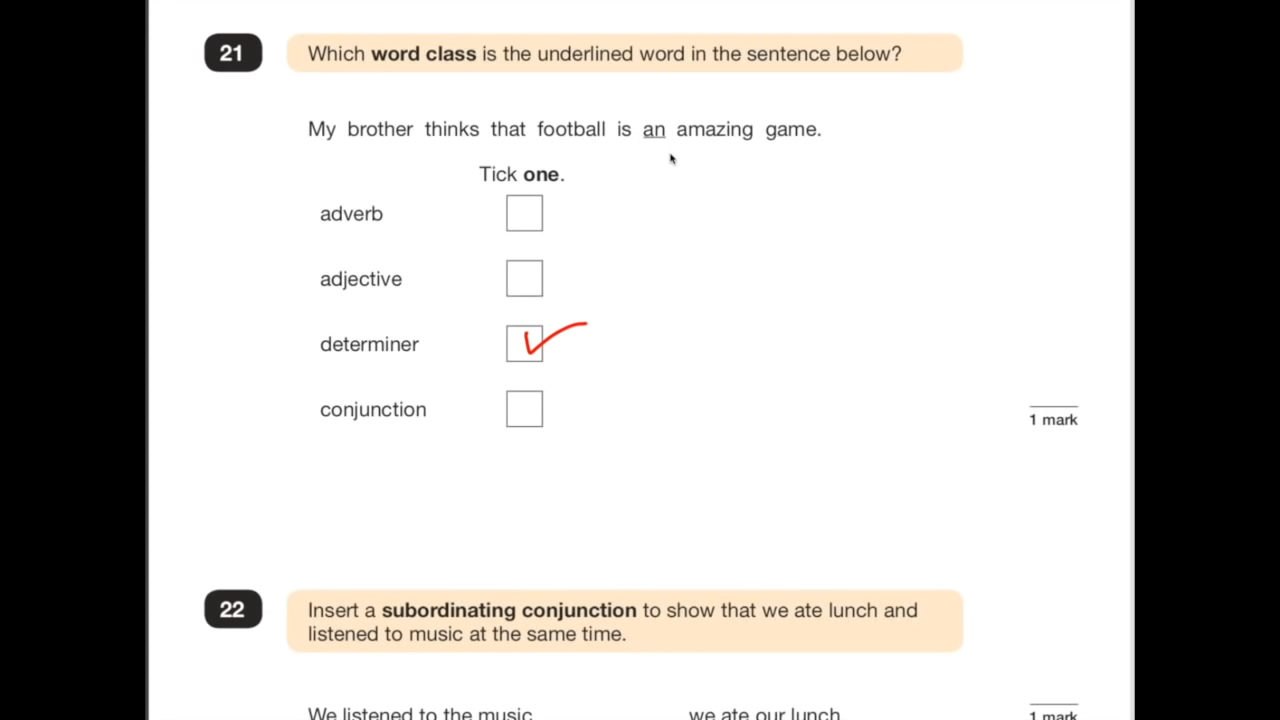 21
Which word class is the underlined word in the sentence below?
My brother thinks that football is an amazing game.
Tick one.
adverb
adjective
determiner
conjunction
1 mark
22
Insert a subordinating conjunction to show that we ate lunch and
listened to music at the same time.
We listened to the music we ate our lunch.
1 mark